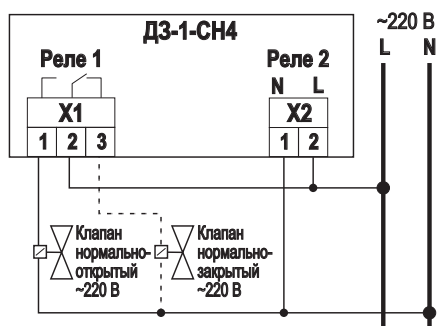 ДЗ-1-СН4
~220 В
L N
Реле 1
Реле 2
N L
X1
X2
1 2 3
1 2
Клапан
нормально-
открытый
~220 В
Клапан
нормально-
закрытый
~220 В